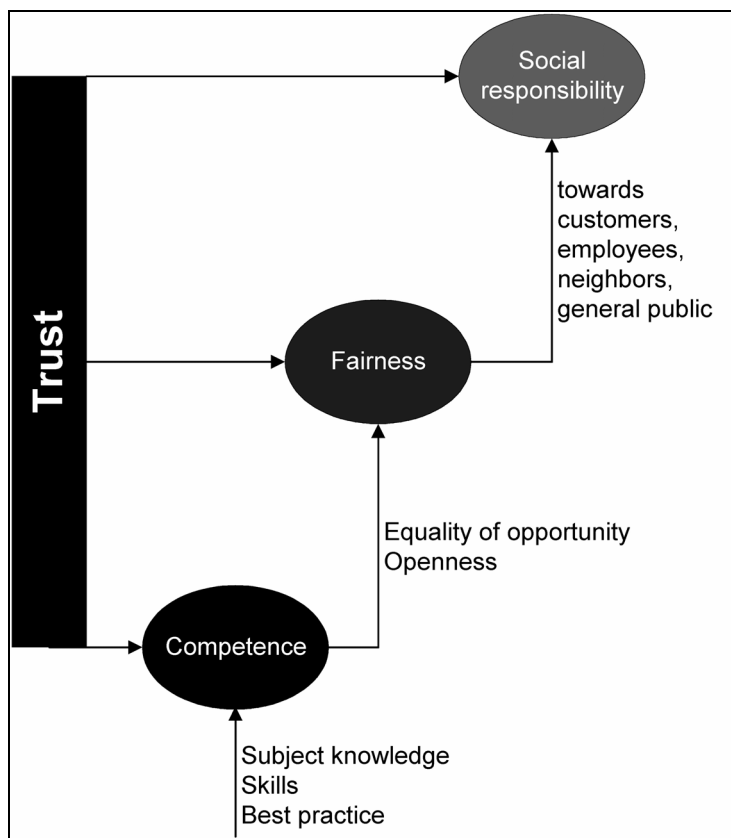 Social
responsibility
towards
customers,
employees,
neighbors,
general public
Trust
Fairness
Equality of opportunity
Openness
Competence
Subject knowledge
Skills
Best practice